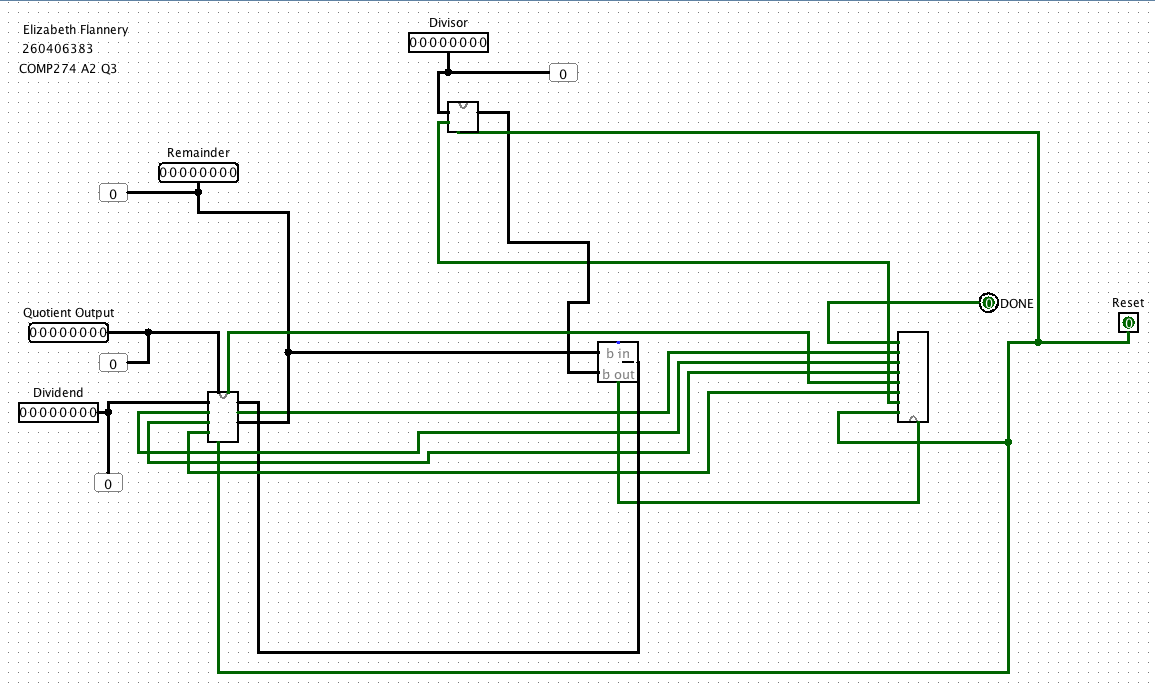 Elizabeth Flannery
260406383
COMP274 A2 Q3
Divisor
00000000
0
Remainder
00000000
0
DONE
0
Reset
0
Quotient Output
00000000
0
b in
b out
Dividend
00000000
0